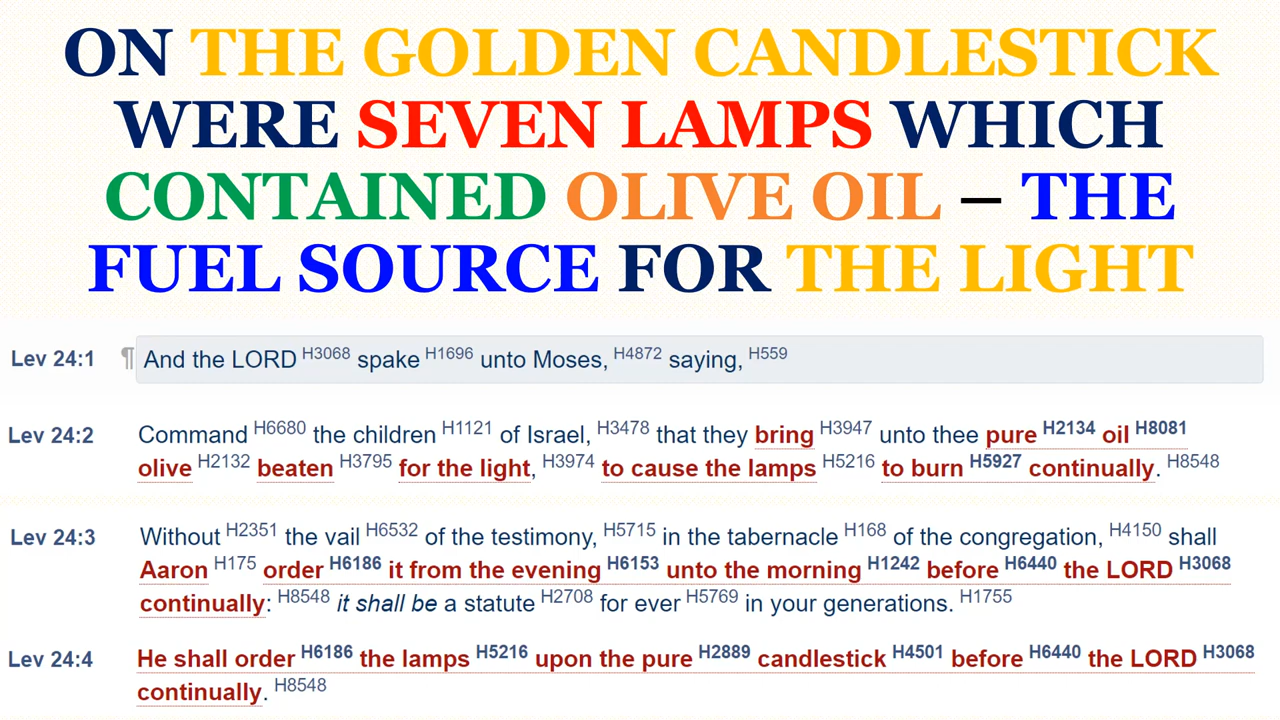 ON THE GOLDEN CANDLESTICK
WERE SEVEN LAMPS WHICH
CONTAINED OLIVE OIL – THE
FUEL SOURCE FOR THE LIGHT
Lev 24:1 ¶ And the LORD H3068 spake H1696 unto Moses, H4872 saying, H559
Lev 24:2 Command H6680 the children H1121 of Israel, H3478 that they bring H3947 unto thee pure H2134 oil H8081
olive H2132 beaten H3795 for the light, H3974 to cause the lamps H5216 to burn H5927 continually. H8548
Lev 24:3 Without H2351 the vail H6532 of the testimony, H5715 in the tabernacle H168 of the congregation, H4150 shall
Aaron H175 order H6186 it from the evening H6153 unto the morning H1242 before H6440 the LORD H3068
continually: H8548 it shall be a statute H2708 for ever H5769 in your generations. H1755
Lev 24:4 He shall order H6186 the lamps H5216 upon the pure H2889 candlestick H4501 before H6440 the LORD H3068
continually. H8548